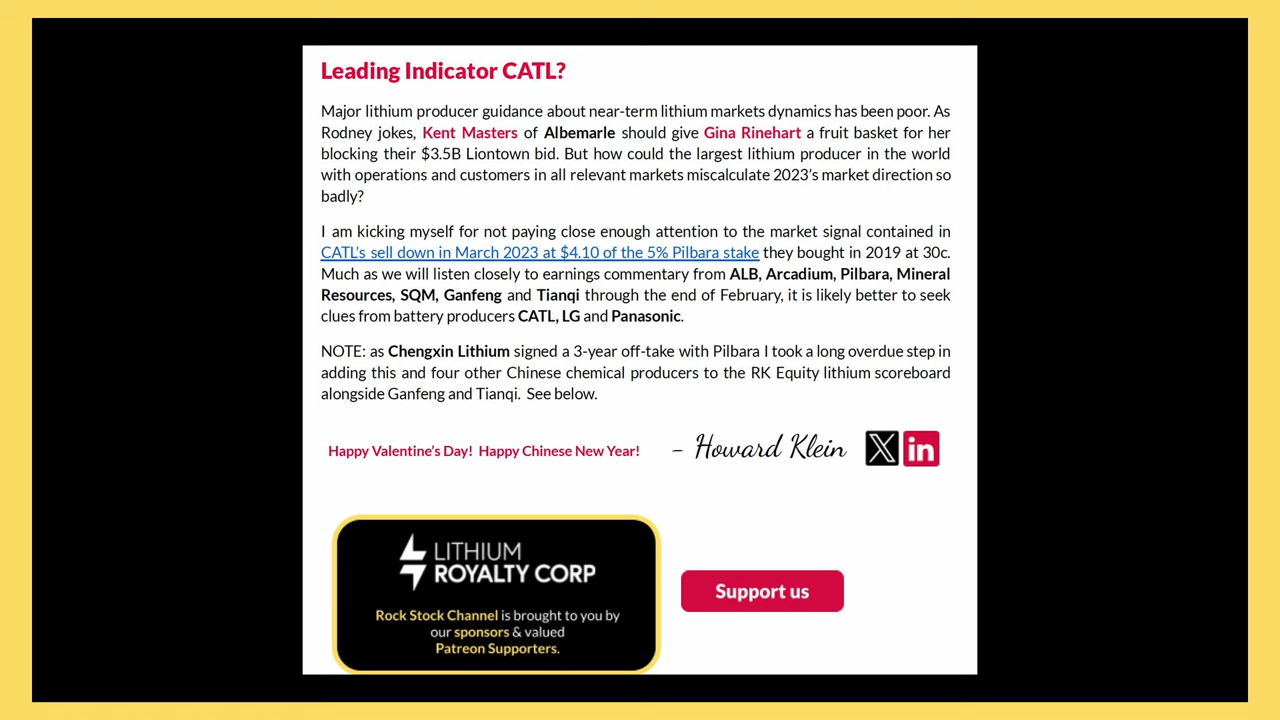 Leading Indicator CATL?
Major lithium producer guidance about near-term lithium markets dynamics has been poor. As
Rodney jokes, Kent Masters of Albemarle should give Gina Rinehart a fruit basket for her
blocking their $3.5B Liontown bid. But how could the largest lithium producer in the world
with operations and customers in all relevant markets miscalculate 2023's market direction so
badly?
I am kicking myself for not paying close enough attention to the market signal contained in
CATL's sell down in March 2023 at $4.10 of the 5% Pilbara stake they bought in 2019 at 30c.
Much as we will listen closely to earnings commentary from ALB, Arcadium, Pilbara, Mineral
Resources, SQM, Ganfeng and Tianqi through the end of February, it is likely better to seek
clues from battery producers CATL, LG and Panasonic.
NOTE: as Chengxin Lithium signed a 3-year off-take with Pilbara I took a long overdue step in
adding this and four other Chinese chemical producers to the RK Equity lithium scoreboard
alongside Ganfeng and Tianqi. See below.
Happy Valentine's Day! Happy Chinese New Year! – Howard Klein X in
LITHIUM
ROYALTY CORP
Rock Stock Channel is brought to you by
our sponsors & valued
Patreon Supporters.
Support us